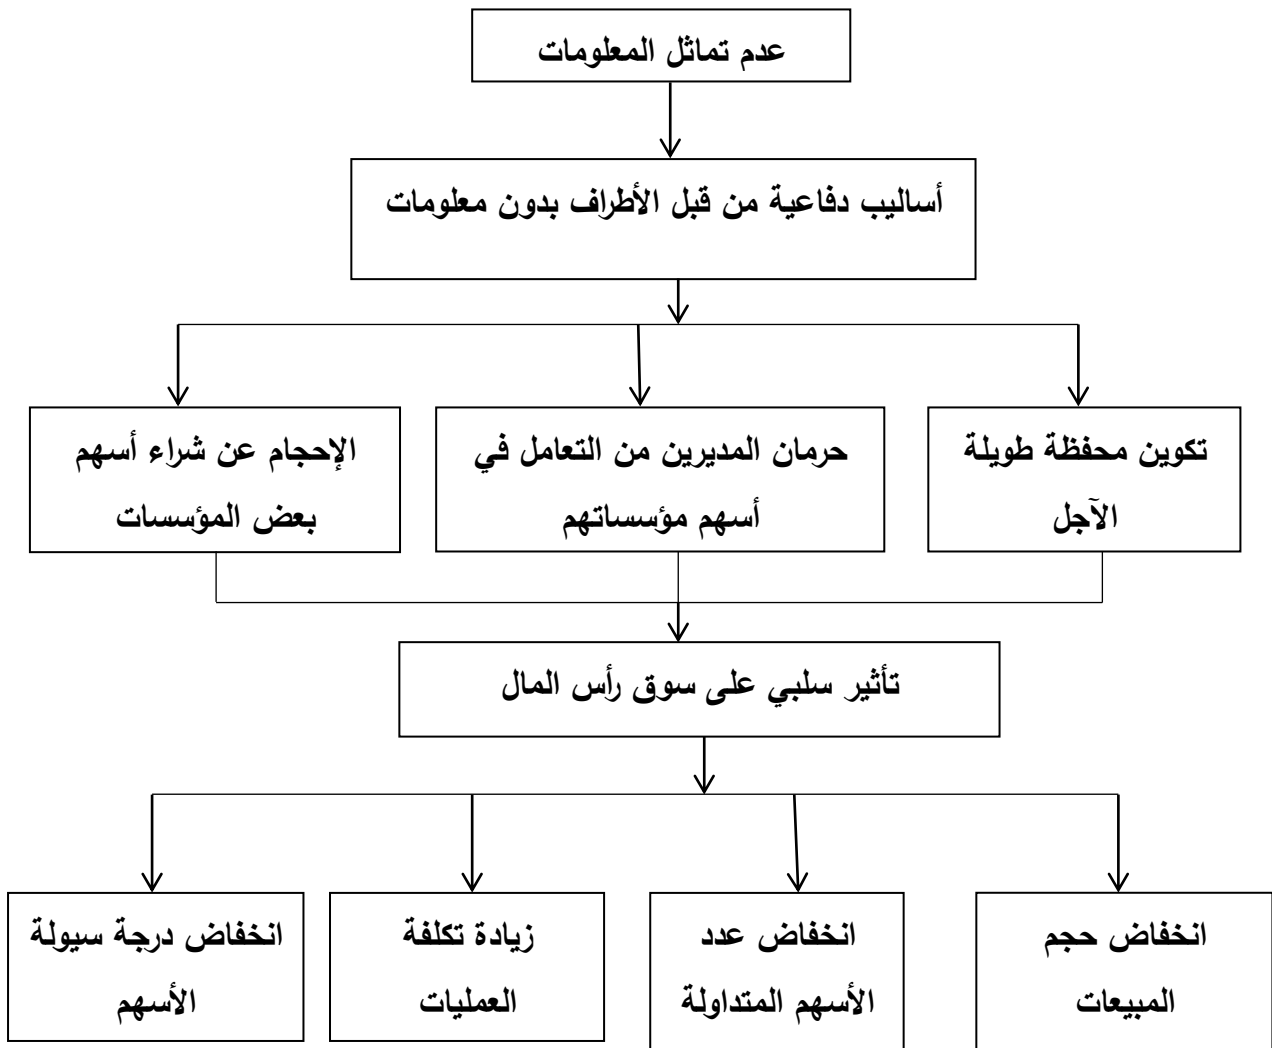 عدم تماثل المعلومات
أساليب دفاعية من قبل الأطراف بدون معلومات
تكوين محفظة طويلة
الآجل
حرمان المديرين من التعامل في
أسهم مؤسساتهم
الإحجام عن شراء أسهم
بعض المؤسسات
تأثير سلبي على سوق رأس المال
انخفاض حجم
المبيعات
انخفاض عدد
الأسهم المتداولة
زيادة تكلفة
العمليات
انخفاض درجة سيولة
الأسهم